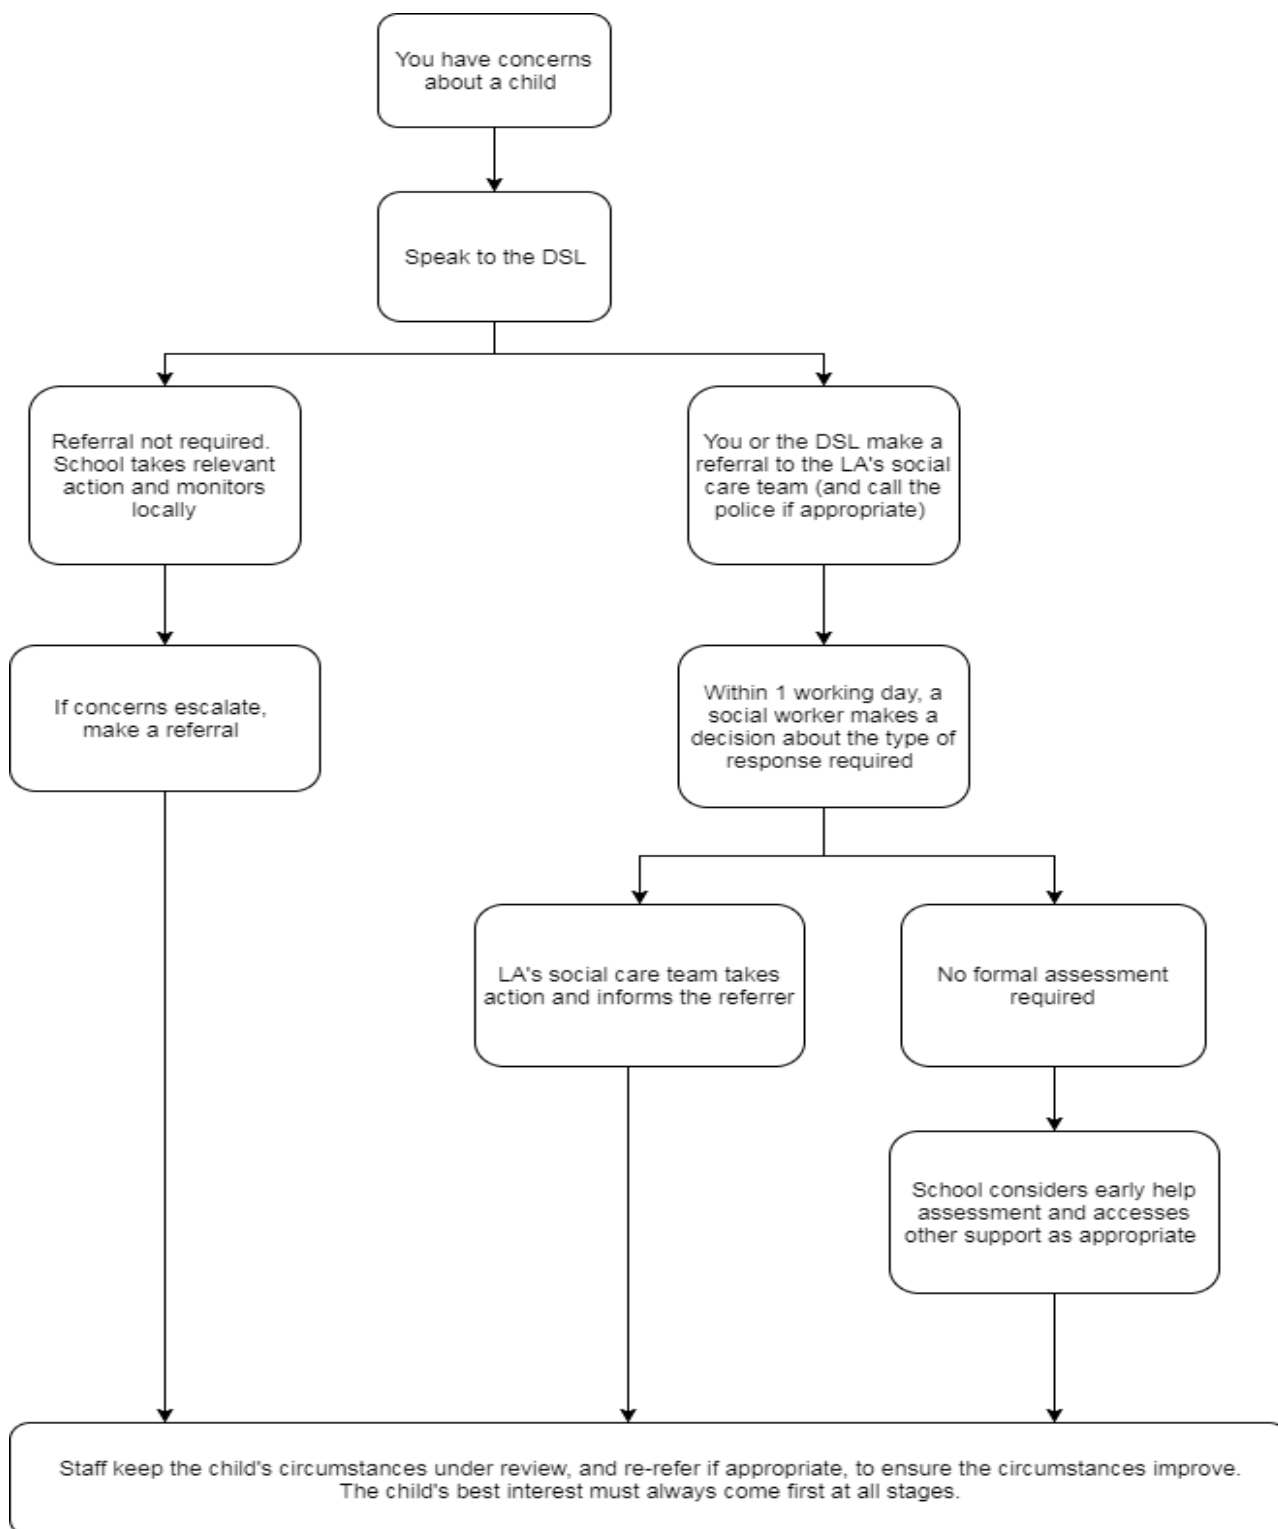 You have concerns
about a child
Speak to the DSL
Referral not required.
School takes relevant
action and monitors
locally
You or the DSL make a
referral to the LA's social
care team (and call the
police if appropriate)
If concerns escalate,
make a referral
Within 1 working day, a
social worker makes a
decision about the type of
response required
LA's social care team takes
action and informs the referrer
No formal assessment
required
School considers early help
assessment and accesses
other support as appropriate
Staff keep the child's circumstances under review, and re-refer if appropriate, to ensure the circumstances improve.
The child's best interest must always come first at all stages.